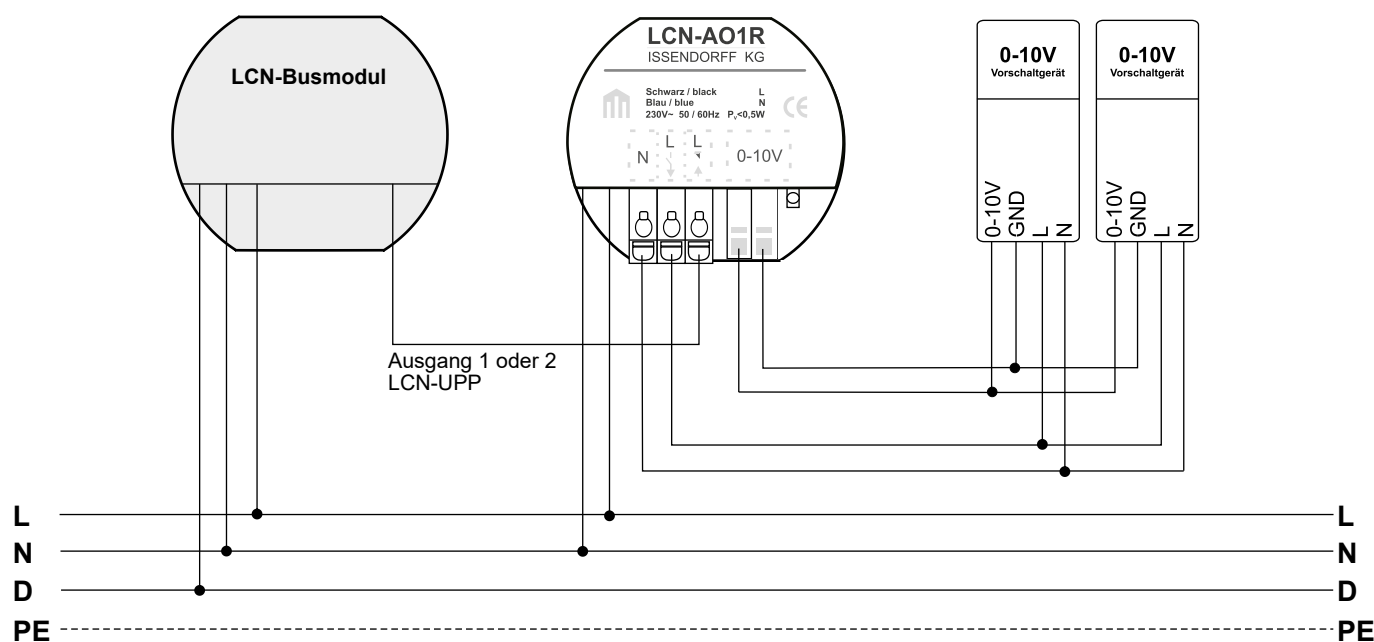 LCN-Busmodul
LCN-AO1R
ISSENDORFF KG
Schwarz / black L
Blau / blue N
230V~ 50 / 60Hz Pv<0,5W
CE
N L L 0-10V
0-10V
Vorschaltgerät
0-10V
GND
L
N
0-10V
Vorschaltgerät
0-10V
GND
L
N
Ausgang 1 oder 2
LCN-UPP
L L
N N
D D
PE PE